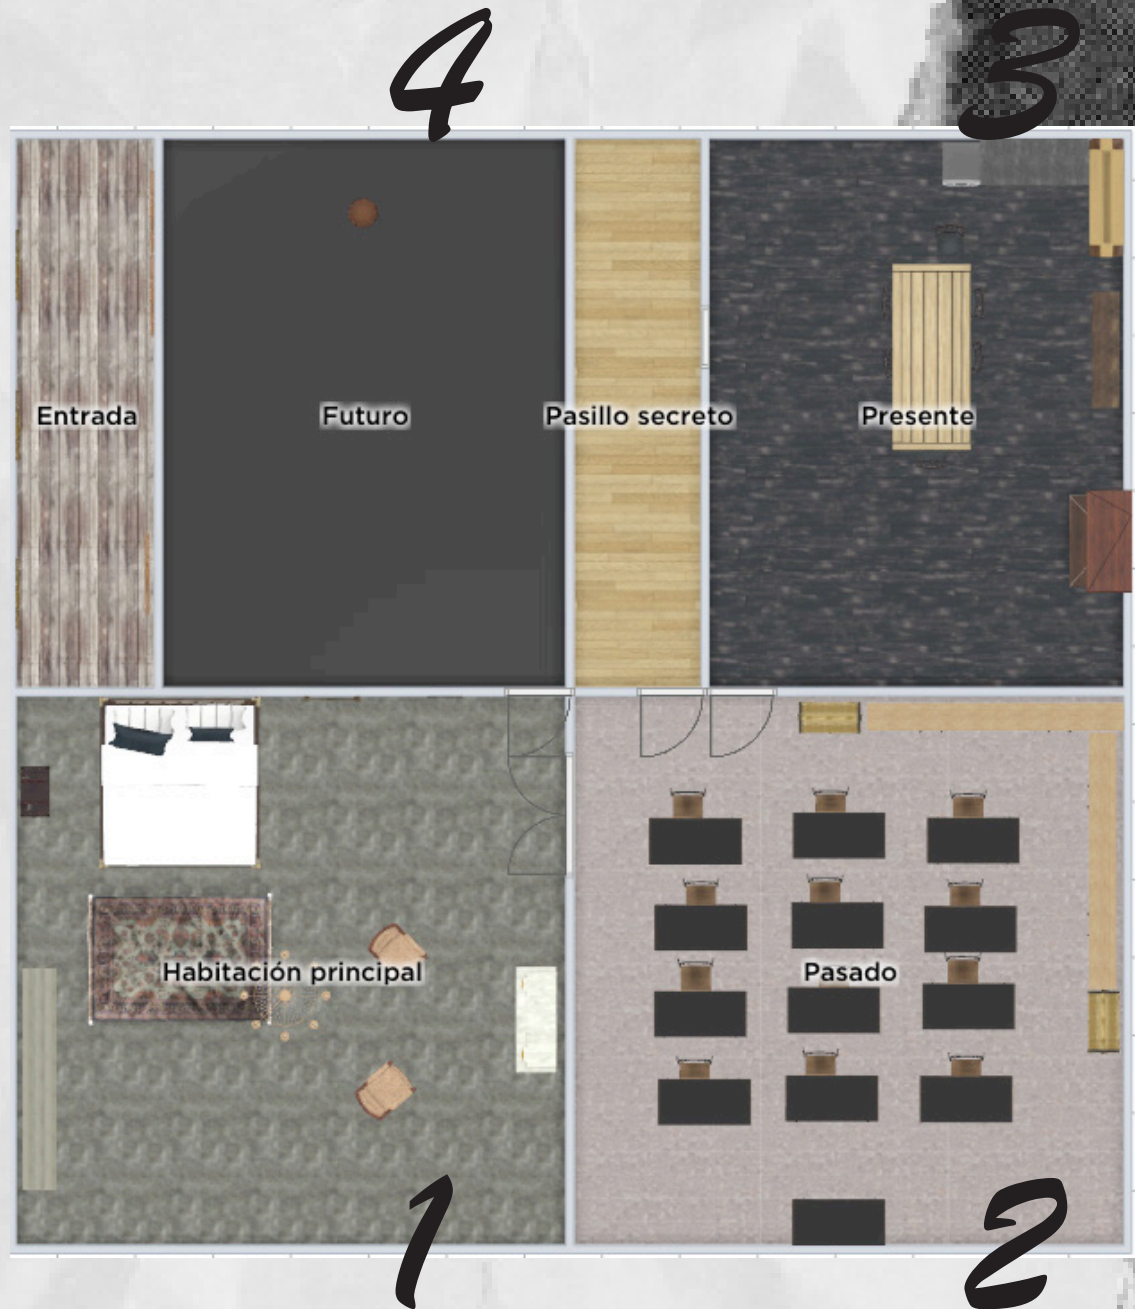 4
3
Entrada
Futuro
Pasillo secreto
Presente
Habitación principal
Pasado
1
2